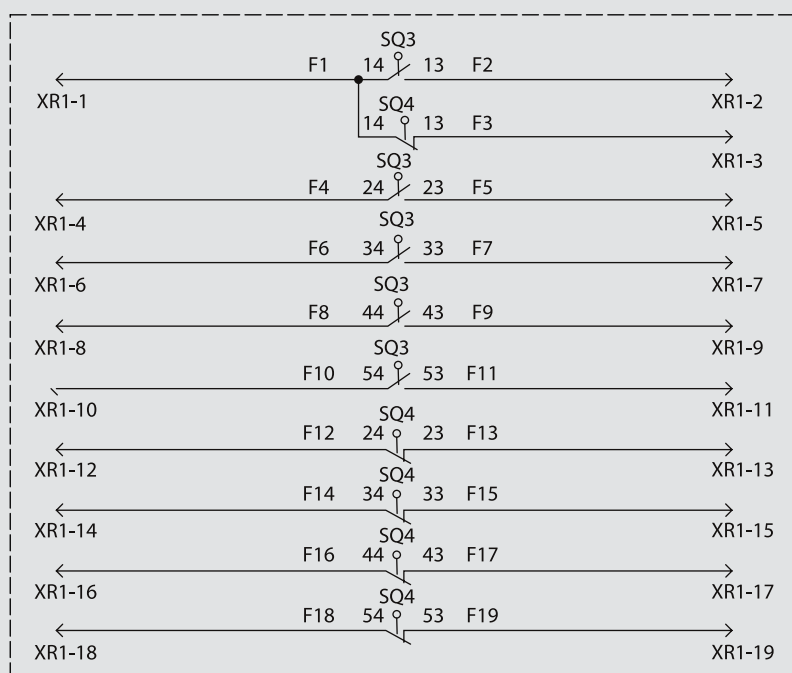 SQ3
F1 14 13 F2
XR1-1 XR1-2
SQ4
14 13 F3
XR1-3
SQ3
F4 24 23 F5
XR1-4 XR1-5
SQ3
F6 34 33 F7
XR1-6 XR1-7
SQ3
F8 44 43 F9
XR1-8 XR1-9
SQ3
F10 54 53 F11
XR1-10 XR1-11
SQ4
F12 24 23 F13
XR1-12 XR1-13
SQ4
F14 34 33 F15
XR1-14 XR1-15
SQ4
F16 44 43 F17
XR1-16 XR1-17
SQ4
F18 54 53 F19
XR1-18 XR1-19